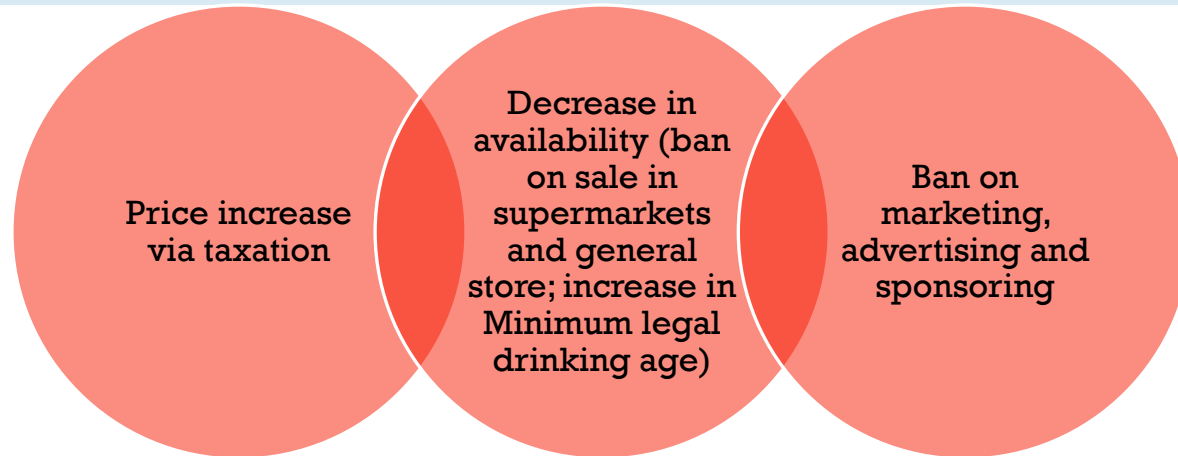 Price increase
via taxation
Decrease in
availability (ban
on sale in
supermarkets
and general
store; increase in
Minimum legal
drinking age)
Ban on
marketing,
advertising and
sponsoring